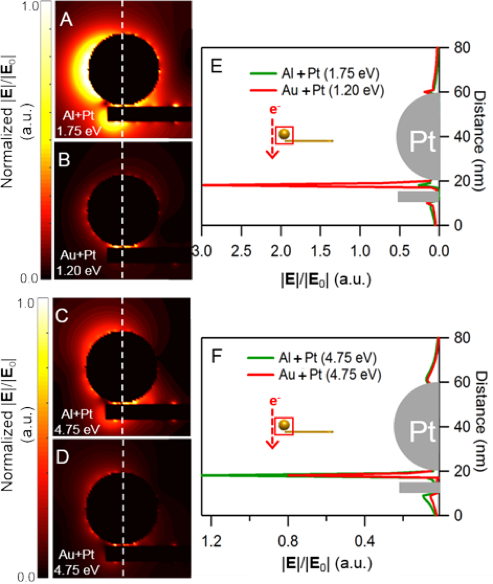 Normalized |E|/|E₀|
(a.u.)
1.0
0.0
A
Al+Pt
1.75 eV
B
Au+Pt
1.20 eV
E
Al + Pt (1.75 eV)
Au + Pt (1.20 eV)
e⁻
Pt
80
60
40
20
0
Distance (nm)
3.0
2.5
2.0
1.5
1.0
0.5
0.0
|E|/|E₀| (a.u.)
Normalized |E|/|E₀|
(a.u.)
1.0
0.0
C
Al+Pt
4.75 eV
D
Au+Pt
4.75 eV
F
Al + Pt (4.75 eV)
Au + Pt (4.75 eV)
e⁻
Pt
80
60
40
20
0
Distance (nm)
1.2
0.8
0.4
|E|/|E₀| (a.u.)